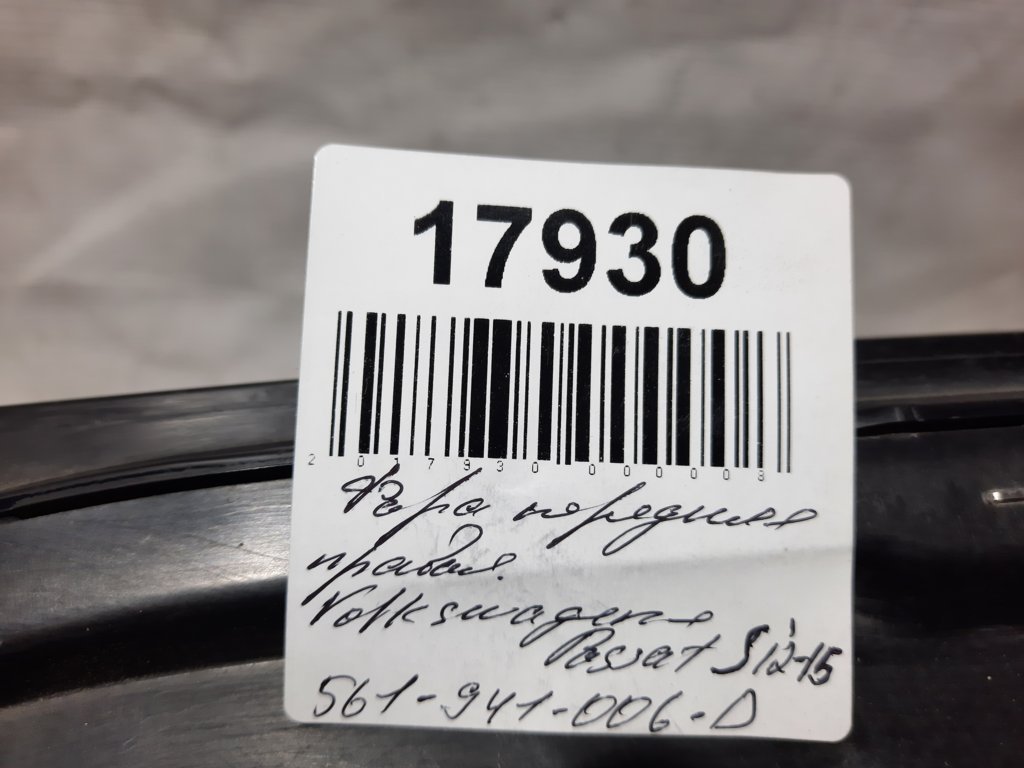 17930
2 017930 000008
Фара передняя
правая.
Volkswagen
Passat S 12-15
561-941-006-D